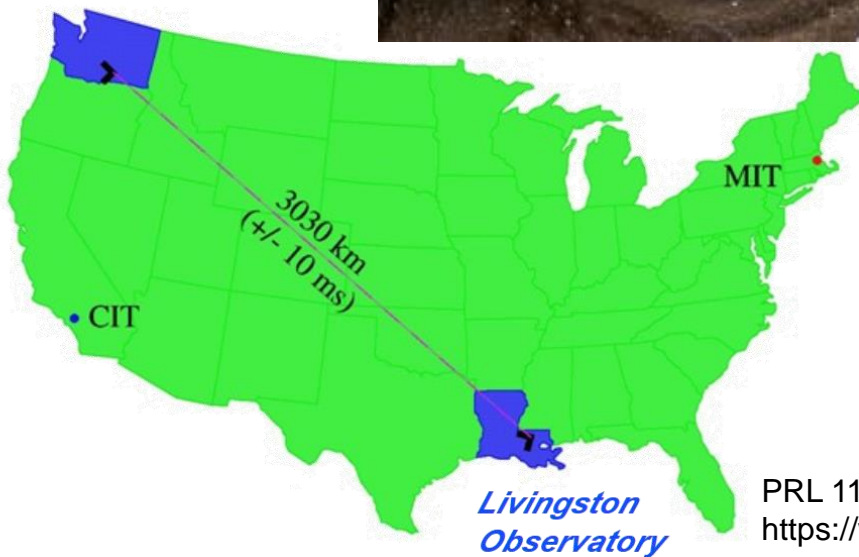 3030 km
(+/- 10 ms)
MIT
CIT
Livingston
Observatory
PRL 11
https://